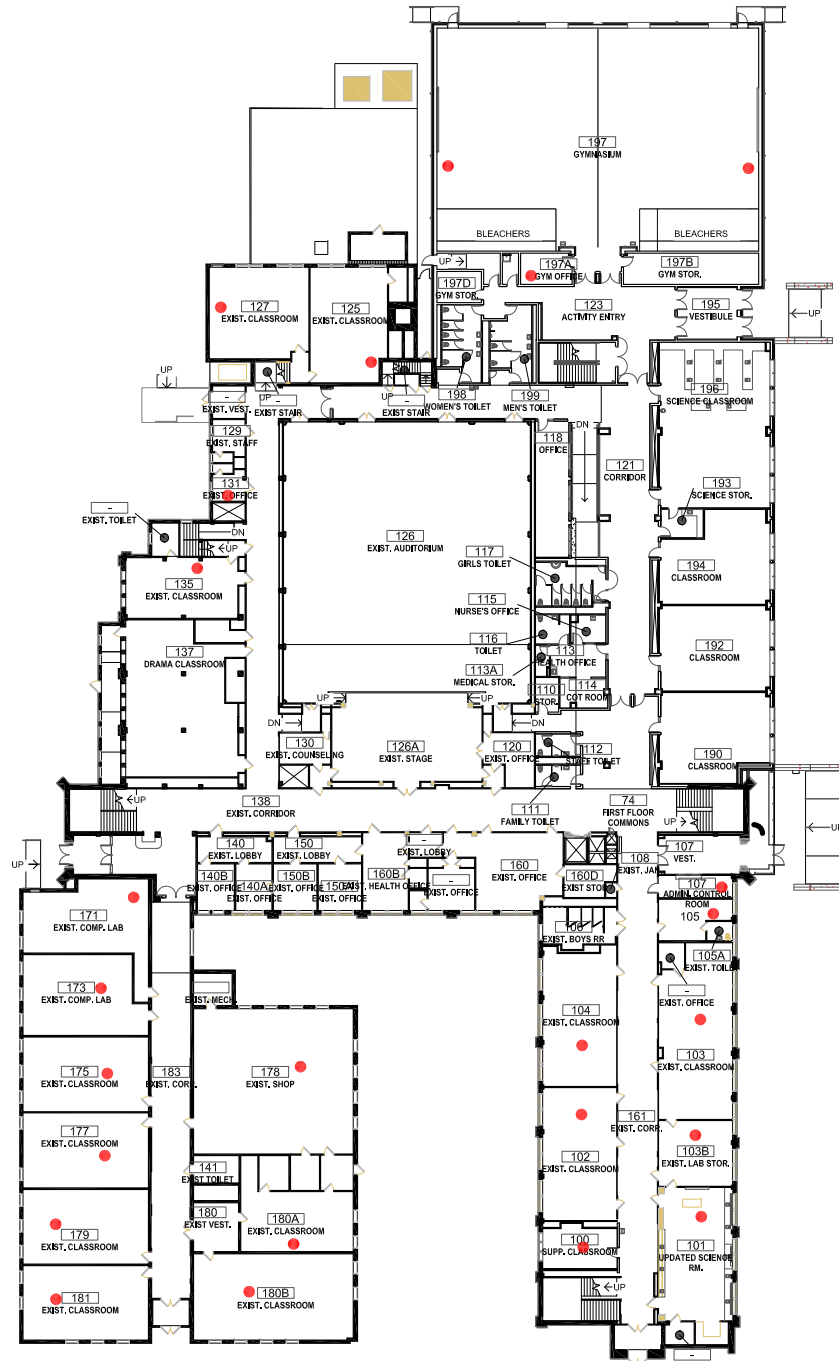 197
GYMNASIUM
BLEACHERS
BLEACHERS
UP
197A
GYM OFFICE
197B
GYM STOR.
197D
GYM STOR.
127
EXIST. CLASSROOM
125
EXIST. CLASSROOM
123
ACTIVITY ENTRY
195
VESTIBULE
UP
UP
-
EXIST. VEST.
UP
-
EXIST STAIR
UP
-
EXIST STAIR
198
WOMEN'S TOILET
199
MEN'S TOILET
196
SCIENCE CLASSROOM
129
EXIST. STAFF
118
OFFICE
DN
121
CORRIDOR
131
EXIST. OFFICE
193
SCIENCE STOR.
-
EXIST. TOILET
DN
UP
126
EXIST. AUDITORIUM
117
GIRLS TOILET
135
EXIST. CLASSROOM
194
CLASSROOM
115
NURSE'S OFFICE
116
TOILET
137
DRAMA CLASSROOM
113
HEALTH OFFICE
192
CLASSROOM
113A
MEDICAL STOR.
114
COT ROOM
110
STOR.
UP
UP
DN
DN
130
EXIST. COUNSELING
126A
EXIST. STAGE
120
EXIST. OFFICE
112
STAFF TOILET
190
CLASSROOM
UP
138
EXIST. CORRIDOR
111
FAMILY TOILET
74
FIRST FLOOR
COMMONS
UP
UP
UP
140
EXIST. LOBBY
150
EXIST. LOBBY
-
EXIST. LOBBY
107
VEST.
140B
EXIST. OFFICE
140A
EXIST. OFFICE
150B
EXIST. OFFICE
150A
EXIST. OFFICE
160B
EXIST. HEALTH OFFICE
-
EXIST. OFFICE
160
EXIST. OFFICE
160D
EXIST STOR.
108
EXIST. JAN.
107
ADMIN. CONTROL
ROOM
171
EXIST. COMP. LAB
105
106
EXIST. BOYS RR
105A
EXIST. TOILET
173
EXIST. COMP. LAB
EXIST. MECH.
-
EXIST. OFFICE
104
EXIST. CLASSROOM
103
EXIST. CLASSROOM
175
EXIST. CLASSROOM
183
EXIST. CORR.
178
EXIST. SHOP
177
EXIST. CLASSROOM
161
EXIST. CORR.
102
EXIST. CLASSROOM
103B
EXIST. LAB STOR.
141
EXIST TOILET
180
EXIST VEST.
180A
EXIST. CLASSROOM
179
EXIST. CLASSROOM
100
SUPP. CLASSROOM
101
UPDATED SCIENCE
RM.
181
EXIST. CLASSROOM
180B
EXIST. CLASSROOM
UP
-